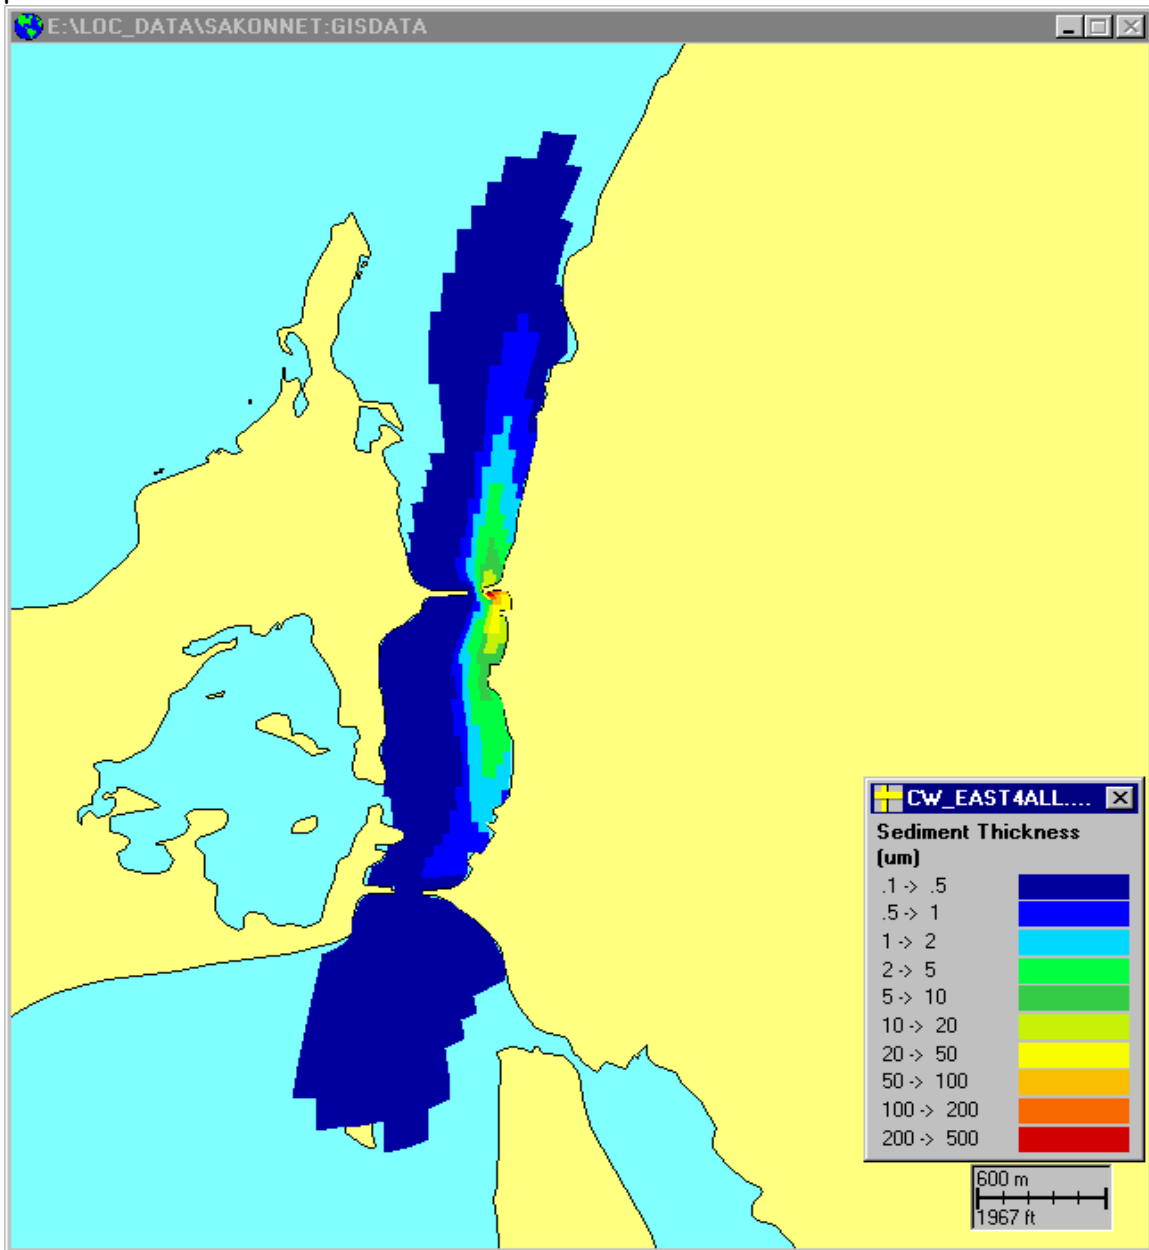 E:\LOC_DATA\SAKONNET:GISDATA
CW_EAST4ALL....
Sediment Thickness
(um)
.1 -> .5
.5 -> 1
1 -> 2
2 -> 5
5 -> 10
10 -> 20
20 -> 50
50 -> 100
100 -> 200
200 -> 500
600 m
1967 ft